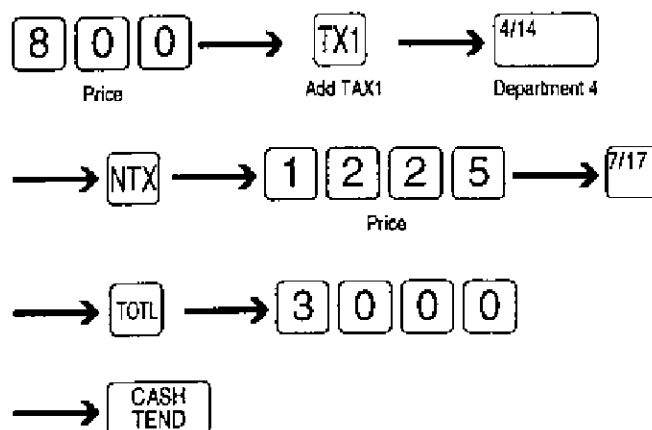 8 0 0 TX1 4/14
Price Add TAX1 Department 4
NTX 1 2 2 5 7/17
Price
TOTL 3 0 0 0
CASH
TEND